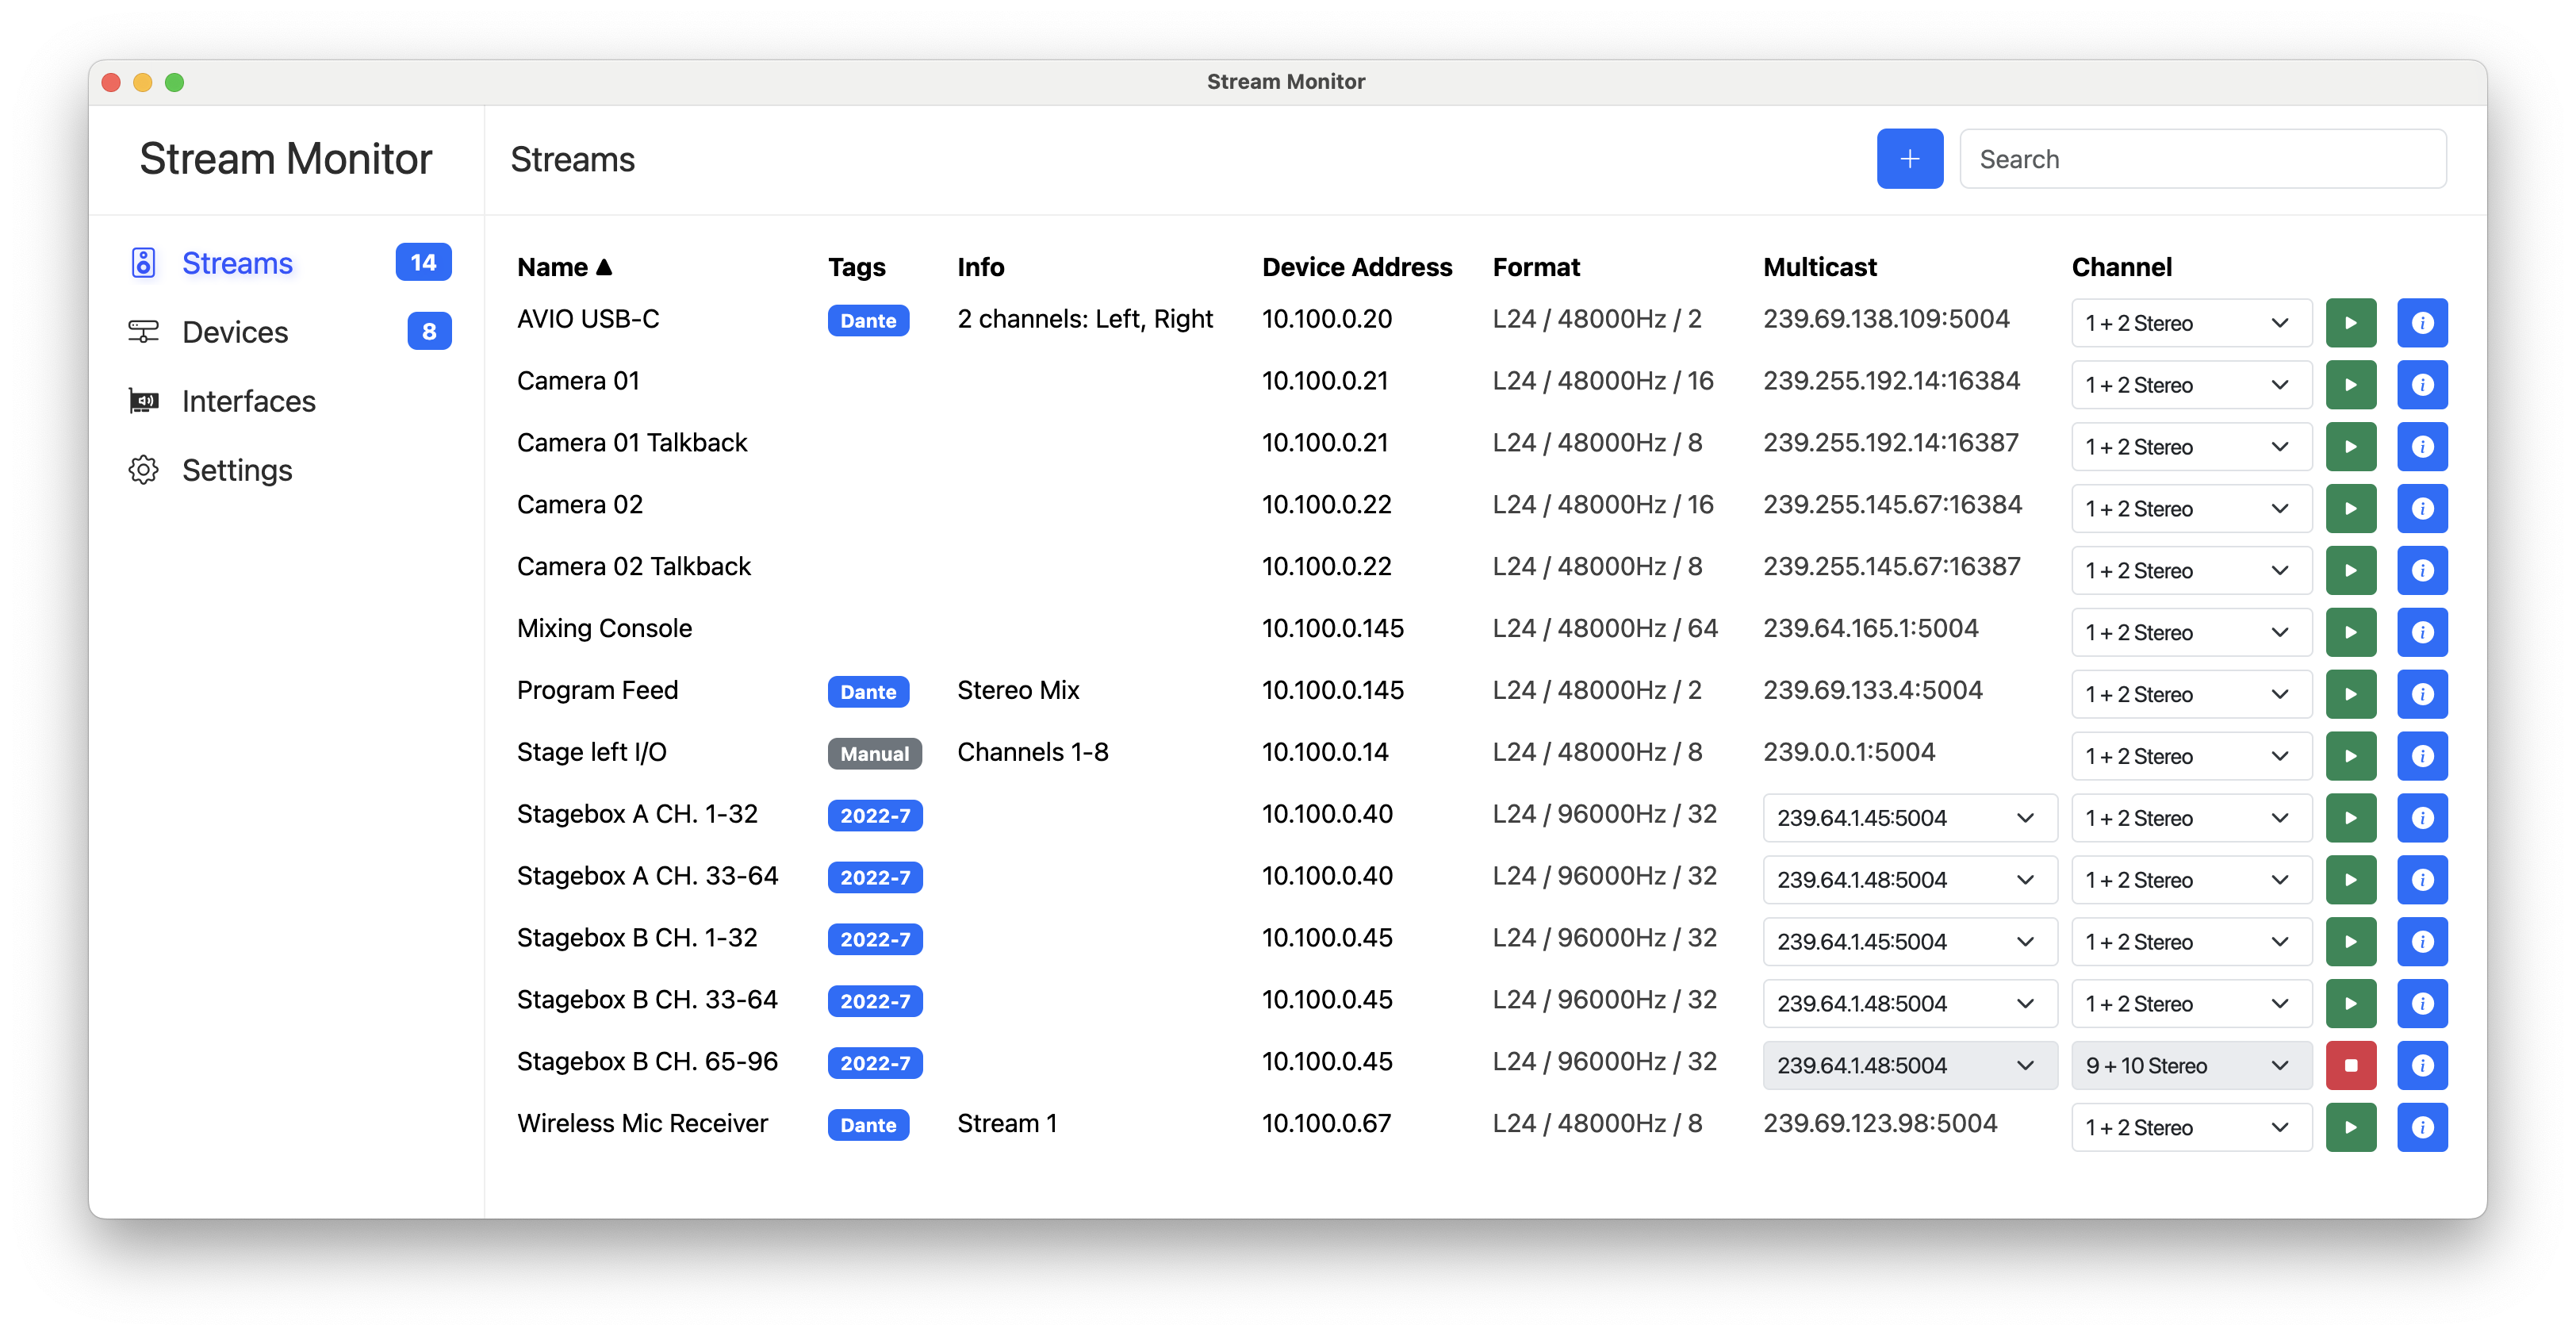 Stream Monitor
Stream Monitor
Streams
+
Search
Streams 14
Devices 8
Interfaces
Settings
Name ▲ Tags Info Device Address Format Multicast Channel
AVIO USB-C Dante 2 channels: Left, Right 10.100.0.20 L24 / 48000Hz / 2 239.69.138.109:5004 1 + 2 Stereo
Camera 01 10.100.0.21 L24 / 48000Hz / 16 239.255.192.14:16384 1 + 2 Stereo
Camera 01 Talkback 10.100.0.21 L24 / 48000Hz / 8 239.255.192.14:16387 1 + 2 Stereo
Camera 02 10.100.0.22 L24 / 48000Hz / 16 239.255.145.67:16384 1 + 2 Stereo
Camera 02 Talkback 10.100.0.22 L24 / 48000Hz / 8 239.255.145.67:16387 1 + 2 Stereo
Mixing Console 10.100.0.145 L24 / 48000Hz / 64 239.64.165.1:5004 1 + 2 Stereo
Program Feed Dante Stereo Mix 10.100.0.145 L24 / 48000Hz / 2 239.69.133.4:5004 1 + 2 Stereo
Stage left I/O Manual Channels 1-8 10.100.0.14 L24 / 48000Hz / 8 239.0.0.1:5004 1 + 2 Stereo
Stagebox A CH. 1-32 2022-7 10.100.0.40 L24 / 96000Hz / 32 239.64.1.45:5004 1 + 2 Stereo
Stagebox A CH. 33-64 2022-7 10.100.0.40 L24 / 96000Hz / 32 239.64.1.48:5004 1 + 2 Stereo
Stagebox B CH. 1-32 2022-7 10.100.0.45 L24 / 96000Hz / 32 239.64.1.45:5004 1 + 2 Stereo
Stagebox B CH. 33-64 2022-7 10.100.0.45 L24 / 96000Hz / 32 239.64.1.48:5004 1 + 2 Stereo
Stagebox B CH. 65-96 2022-7 10.100.0.45 L24 / 96000Hz / 32 239.64.1.48:5004 9 + 10 Stereo
Wireless Mic Receiver Dante Stream 1 10.100.0.67 L24 / 48000Hz / 8 239.69.123.98:5004 1 + 2 Stereo